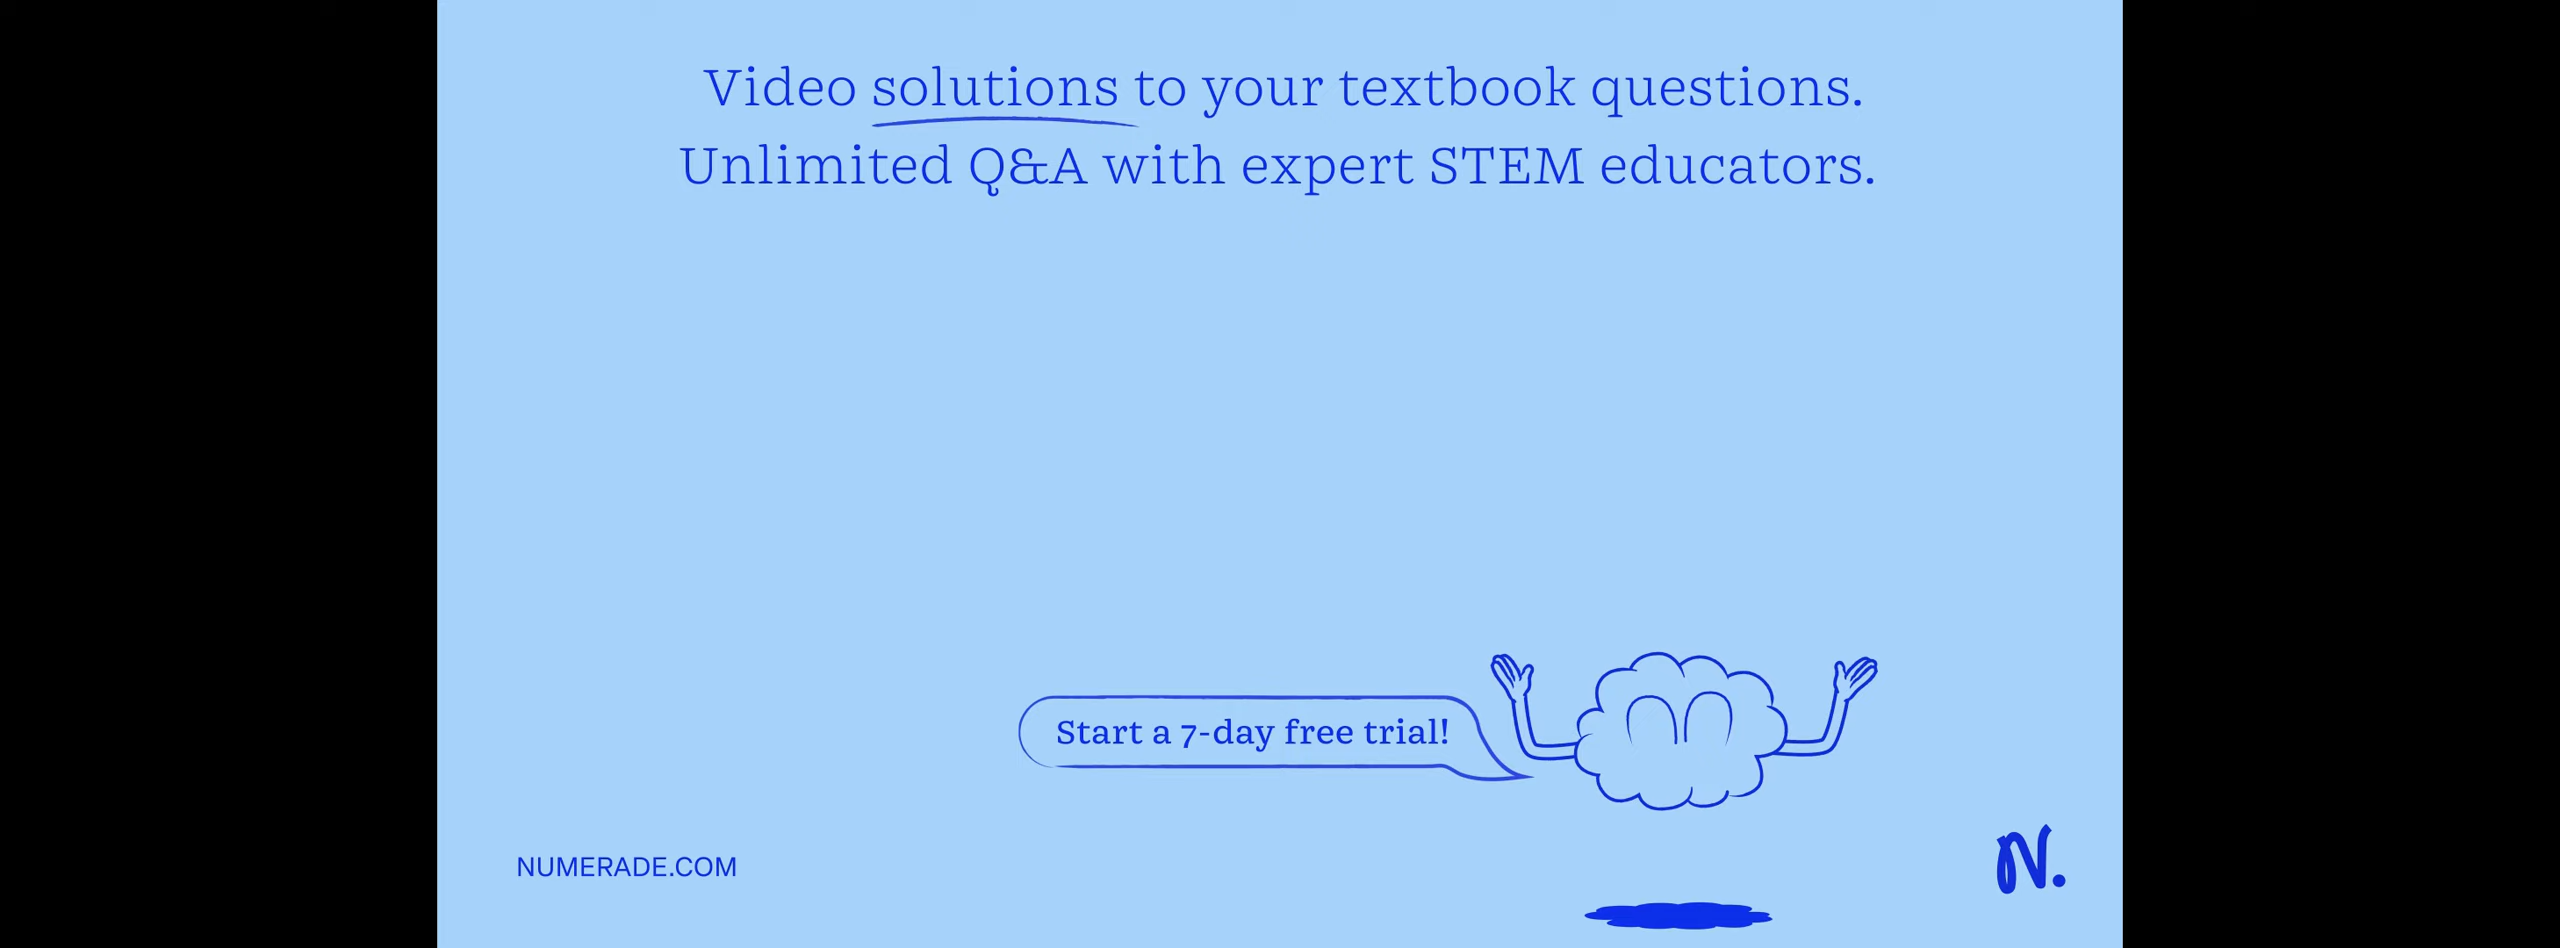 Video solutions to your textbook questions.
Unlimited Q&A with expert STEM educators.
Start a 7-day free trial!
NUMERADE.COM
N.